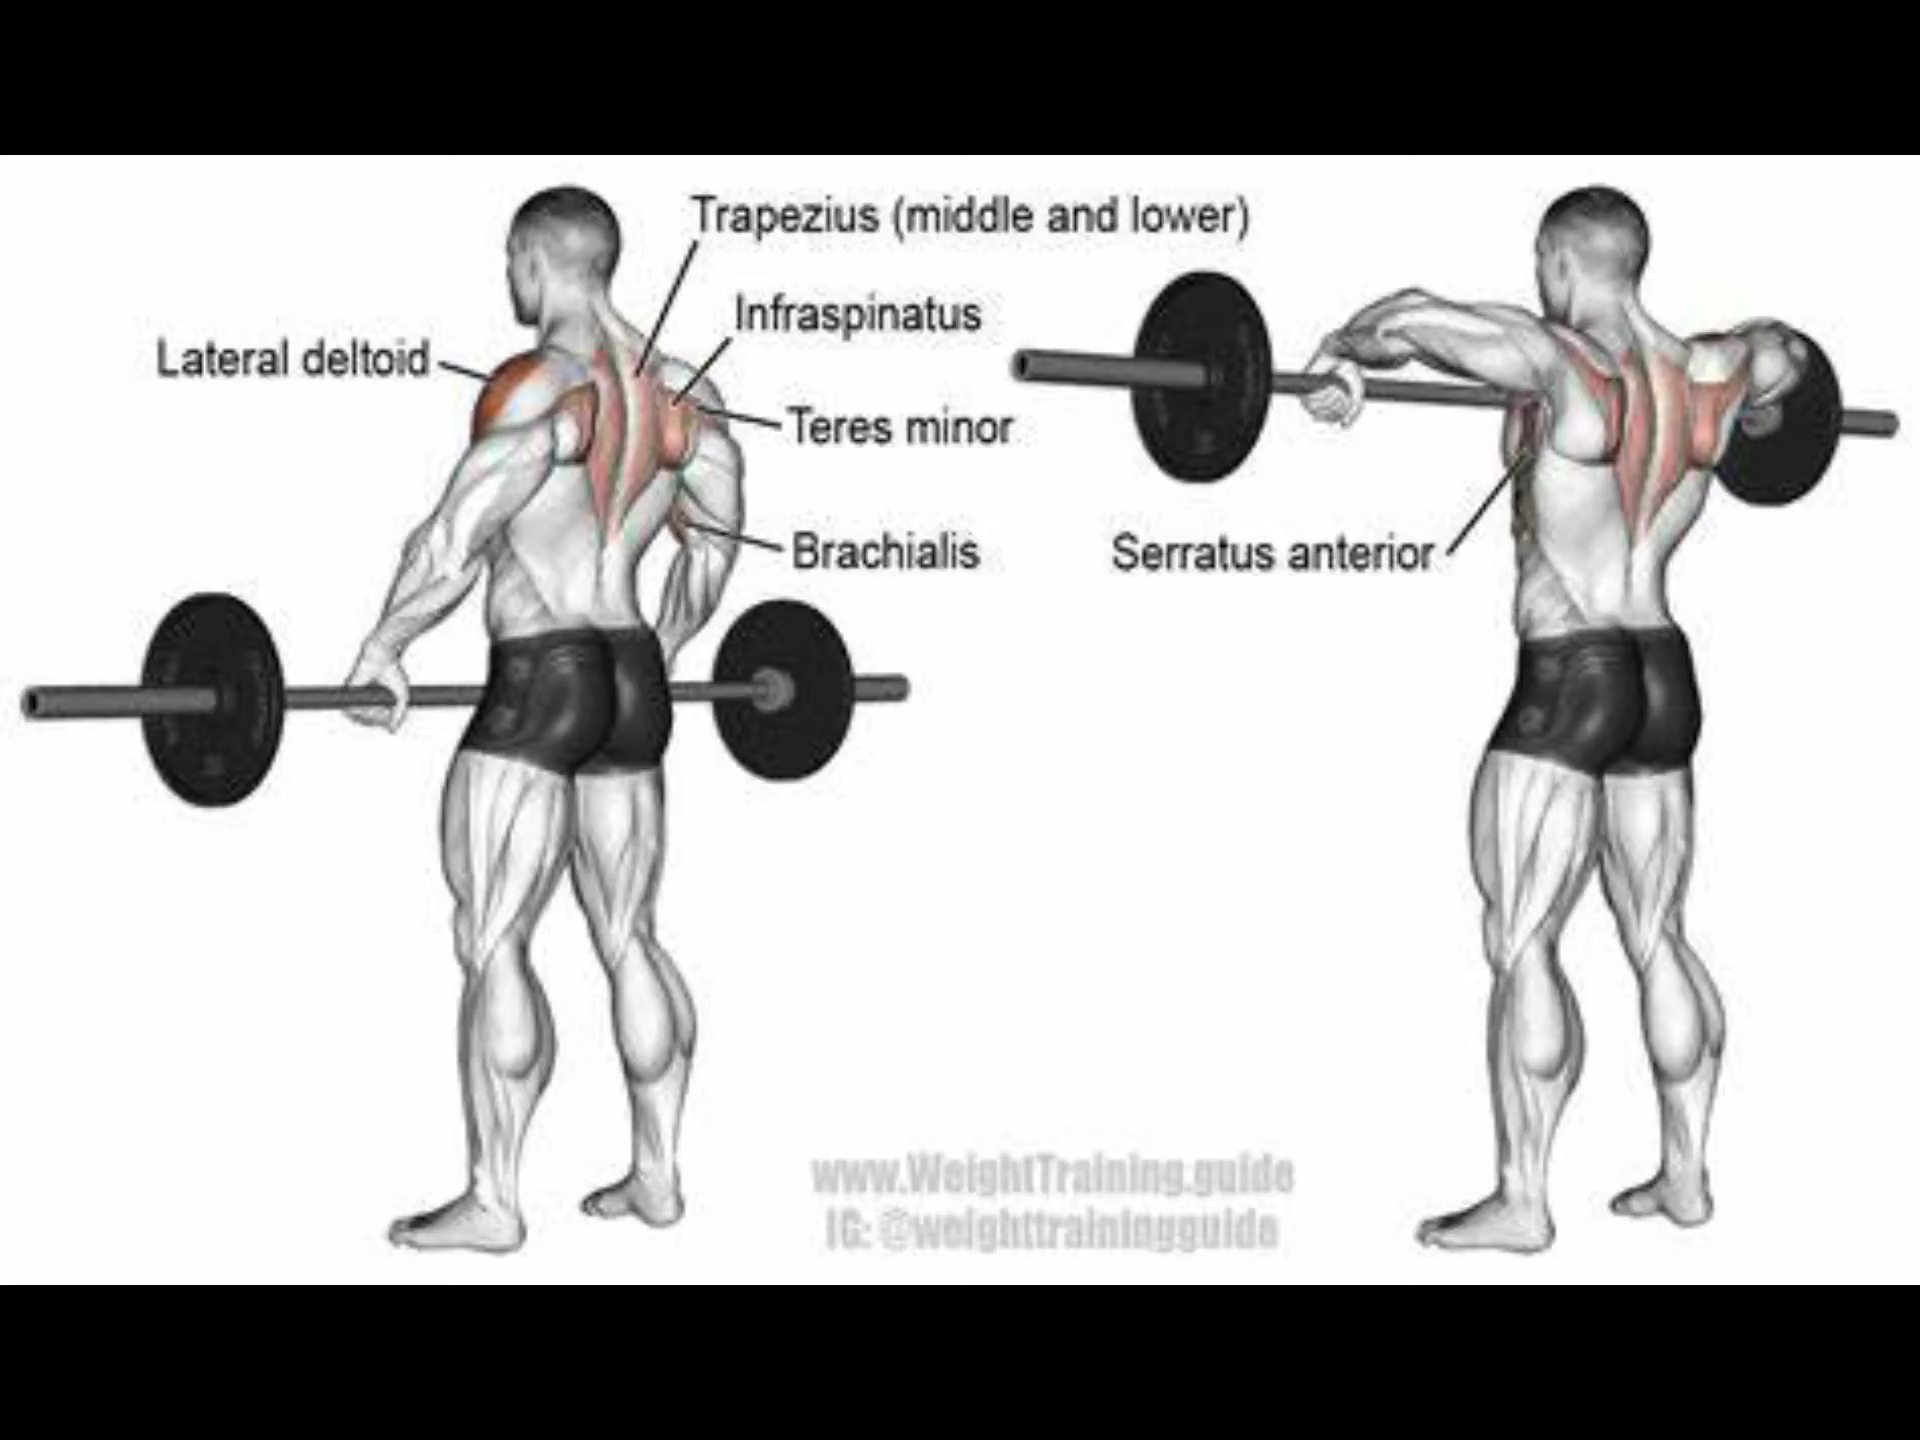 Trapezius (middle and lower)
Infraspinatus
Lateral deltoid
Teres minor
Brachialis
Serratus anterior
www.WeightTraining.guide
IG: @weighttrainingguide